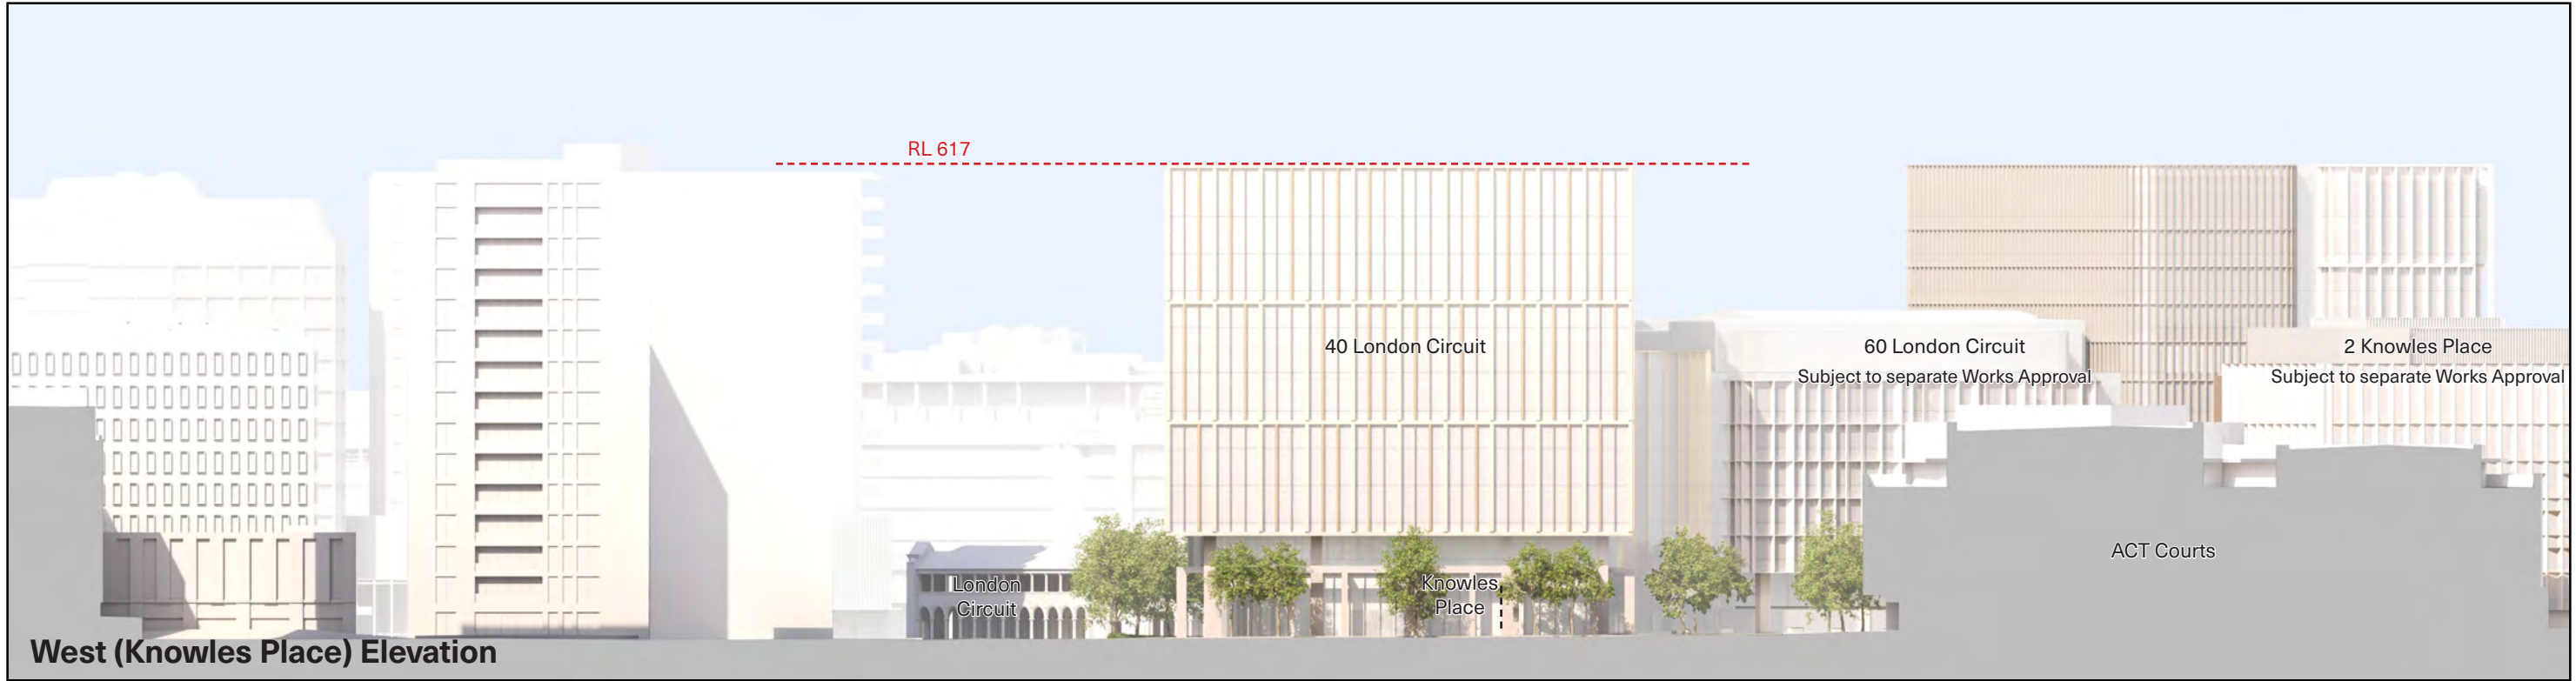 RL 617
40 London Circuit
60 London Circuit
Subject to separate Works Approval
2 Knowles Place
Subject to separate Works Approval
ACT Courts
London
Circuit
Knowles
Place
West (Knowles Place) Elevation